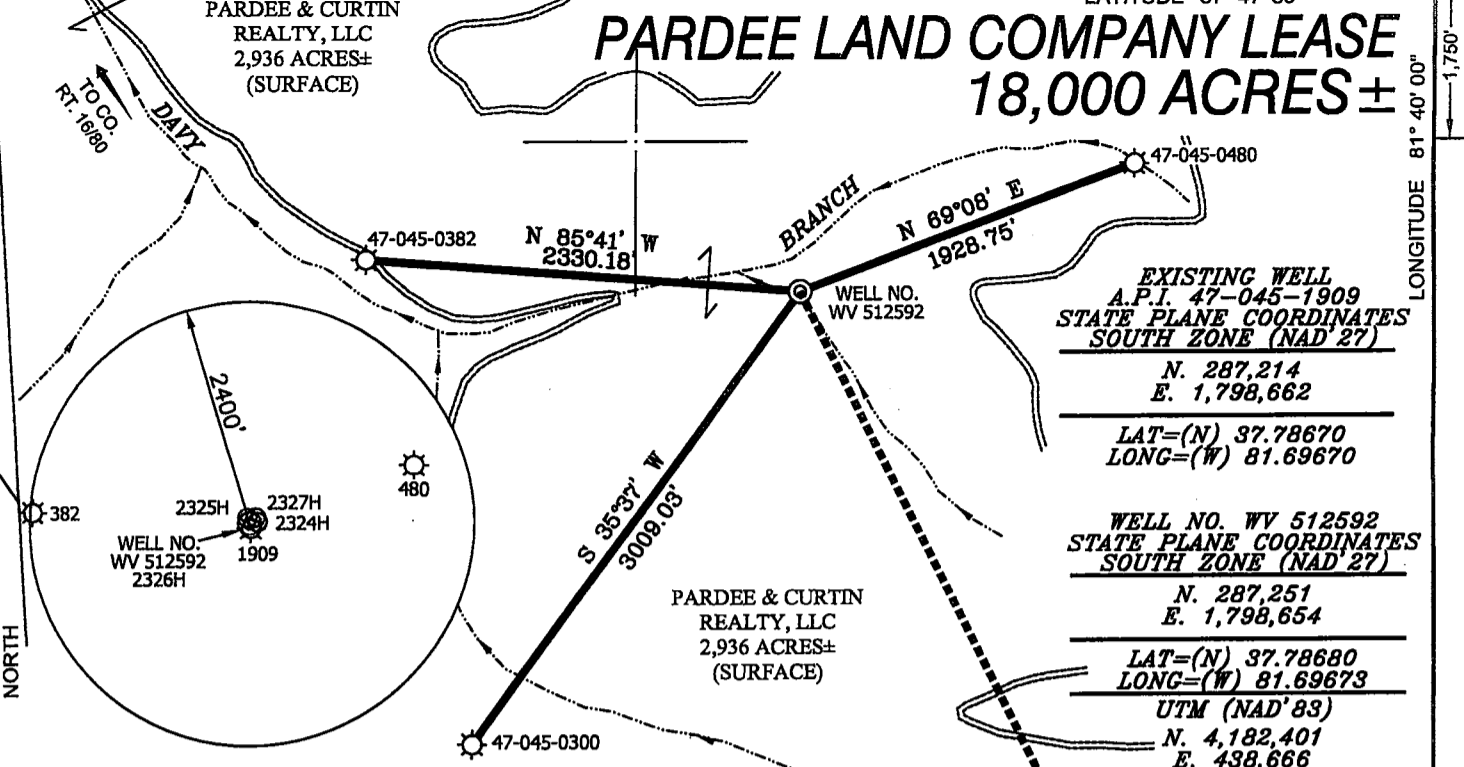 PARDEE & CURTIN
REALTY, LLC
2,936 ACRES±
(SURFACE)
PARDEE LAND COMPANY LEASE
18,000 ACRES±
1,750'
LONGITUDE 81° 40' 00"
TO CO.
RT. 16/80
DAVY
BRANCH
47-045-0480
47-045-0382
N 85°41' W
2330.18'
N 69°08' E
1928.75'
WELL NO.
WV 512592
EXISTING WELL
A.P.I. 47-045-1909
STATE PLANE COORDINATES
SOUTH ZONE (NAD'27)
N. 287,214
E. 1,798,662
LAT=(N) 37.78670
LONG=(W) 81.69670
2400'
480
382
2325H
2327H
2324H
WELL NO.
WV 512592
2326H
1909
S 35°37' W
3009.03'
WELL NO. WV 512592
STATE PLANE COORDINATES
SOUTH ZONE (NAD'27)
N. 287,251
E. 1,798,654
LAT=(N) 37.78680
LONG=(W) 81.69673
UTM (NAD'83)
N. 4,182,401
E. 438,666
PARDEE & CURTIN
REALTY, LLC
2,936 ACRES±
(SURFACE)
NORTH
47-045-0300